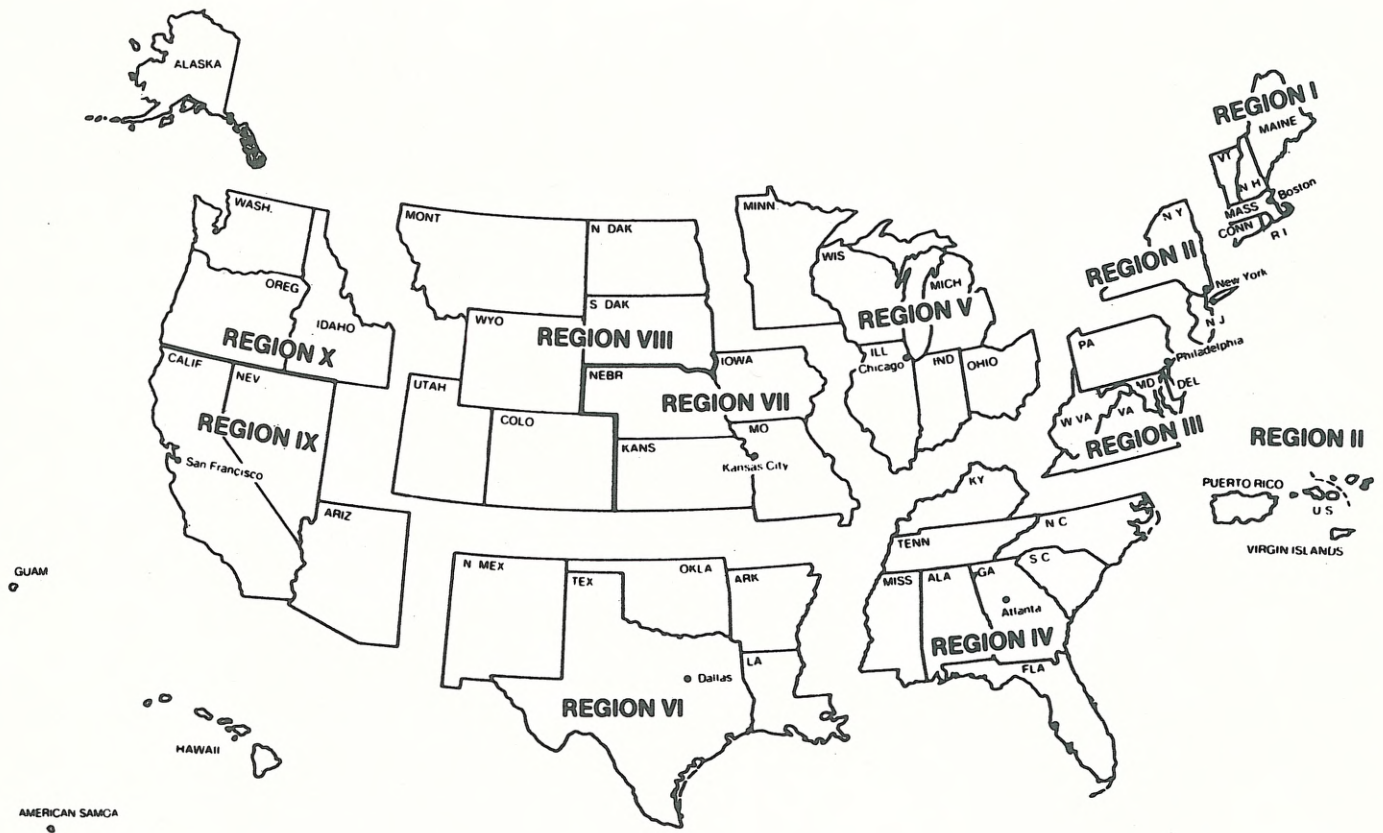 ALASKA
REGION I
MAINE
VT
N H
Boston
MASS
CONN
R I
WASH.
MONT
N DAK
MINN.
N Y
WIS
MICH
REGION II
New York
OREG
IDAHO
S DAK
WYO
REGION VIII
REGION V
N J
REGION X
PA
Philadelphia
CALIF
NEV
UTAH
NEBR
IOWA
ILL
Chicago
IND
OHIO
MD
DEL
REGION IX
COLO
REGION VII
MO
W VA
VA
REGION III
REGION II
San Francisco
KANS
Kansas City
KY
PUERTO RICO
U S
VIRGIN ISLANDS
ARIZ
TENN
N C
S C
GUAM
N MEX
TEX
OKLA
ARK
MISS
ALA
GA
Atlanta
REGION IV
LA
FLA
Dallas
REGION VI
HAWAII
AMERICAN SAMOA